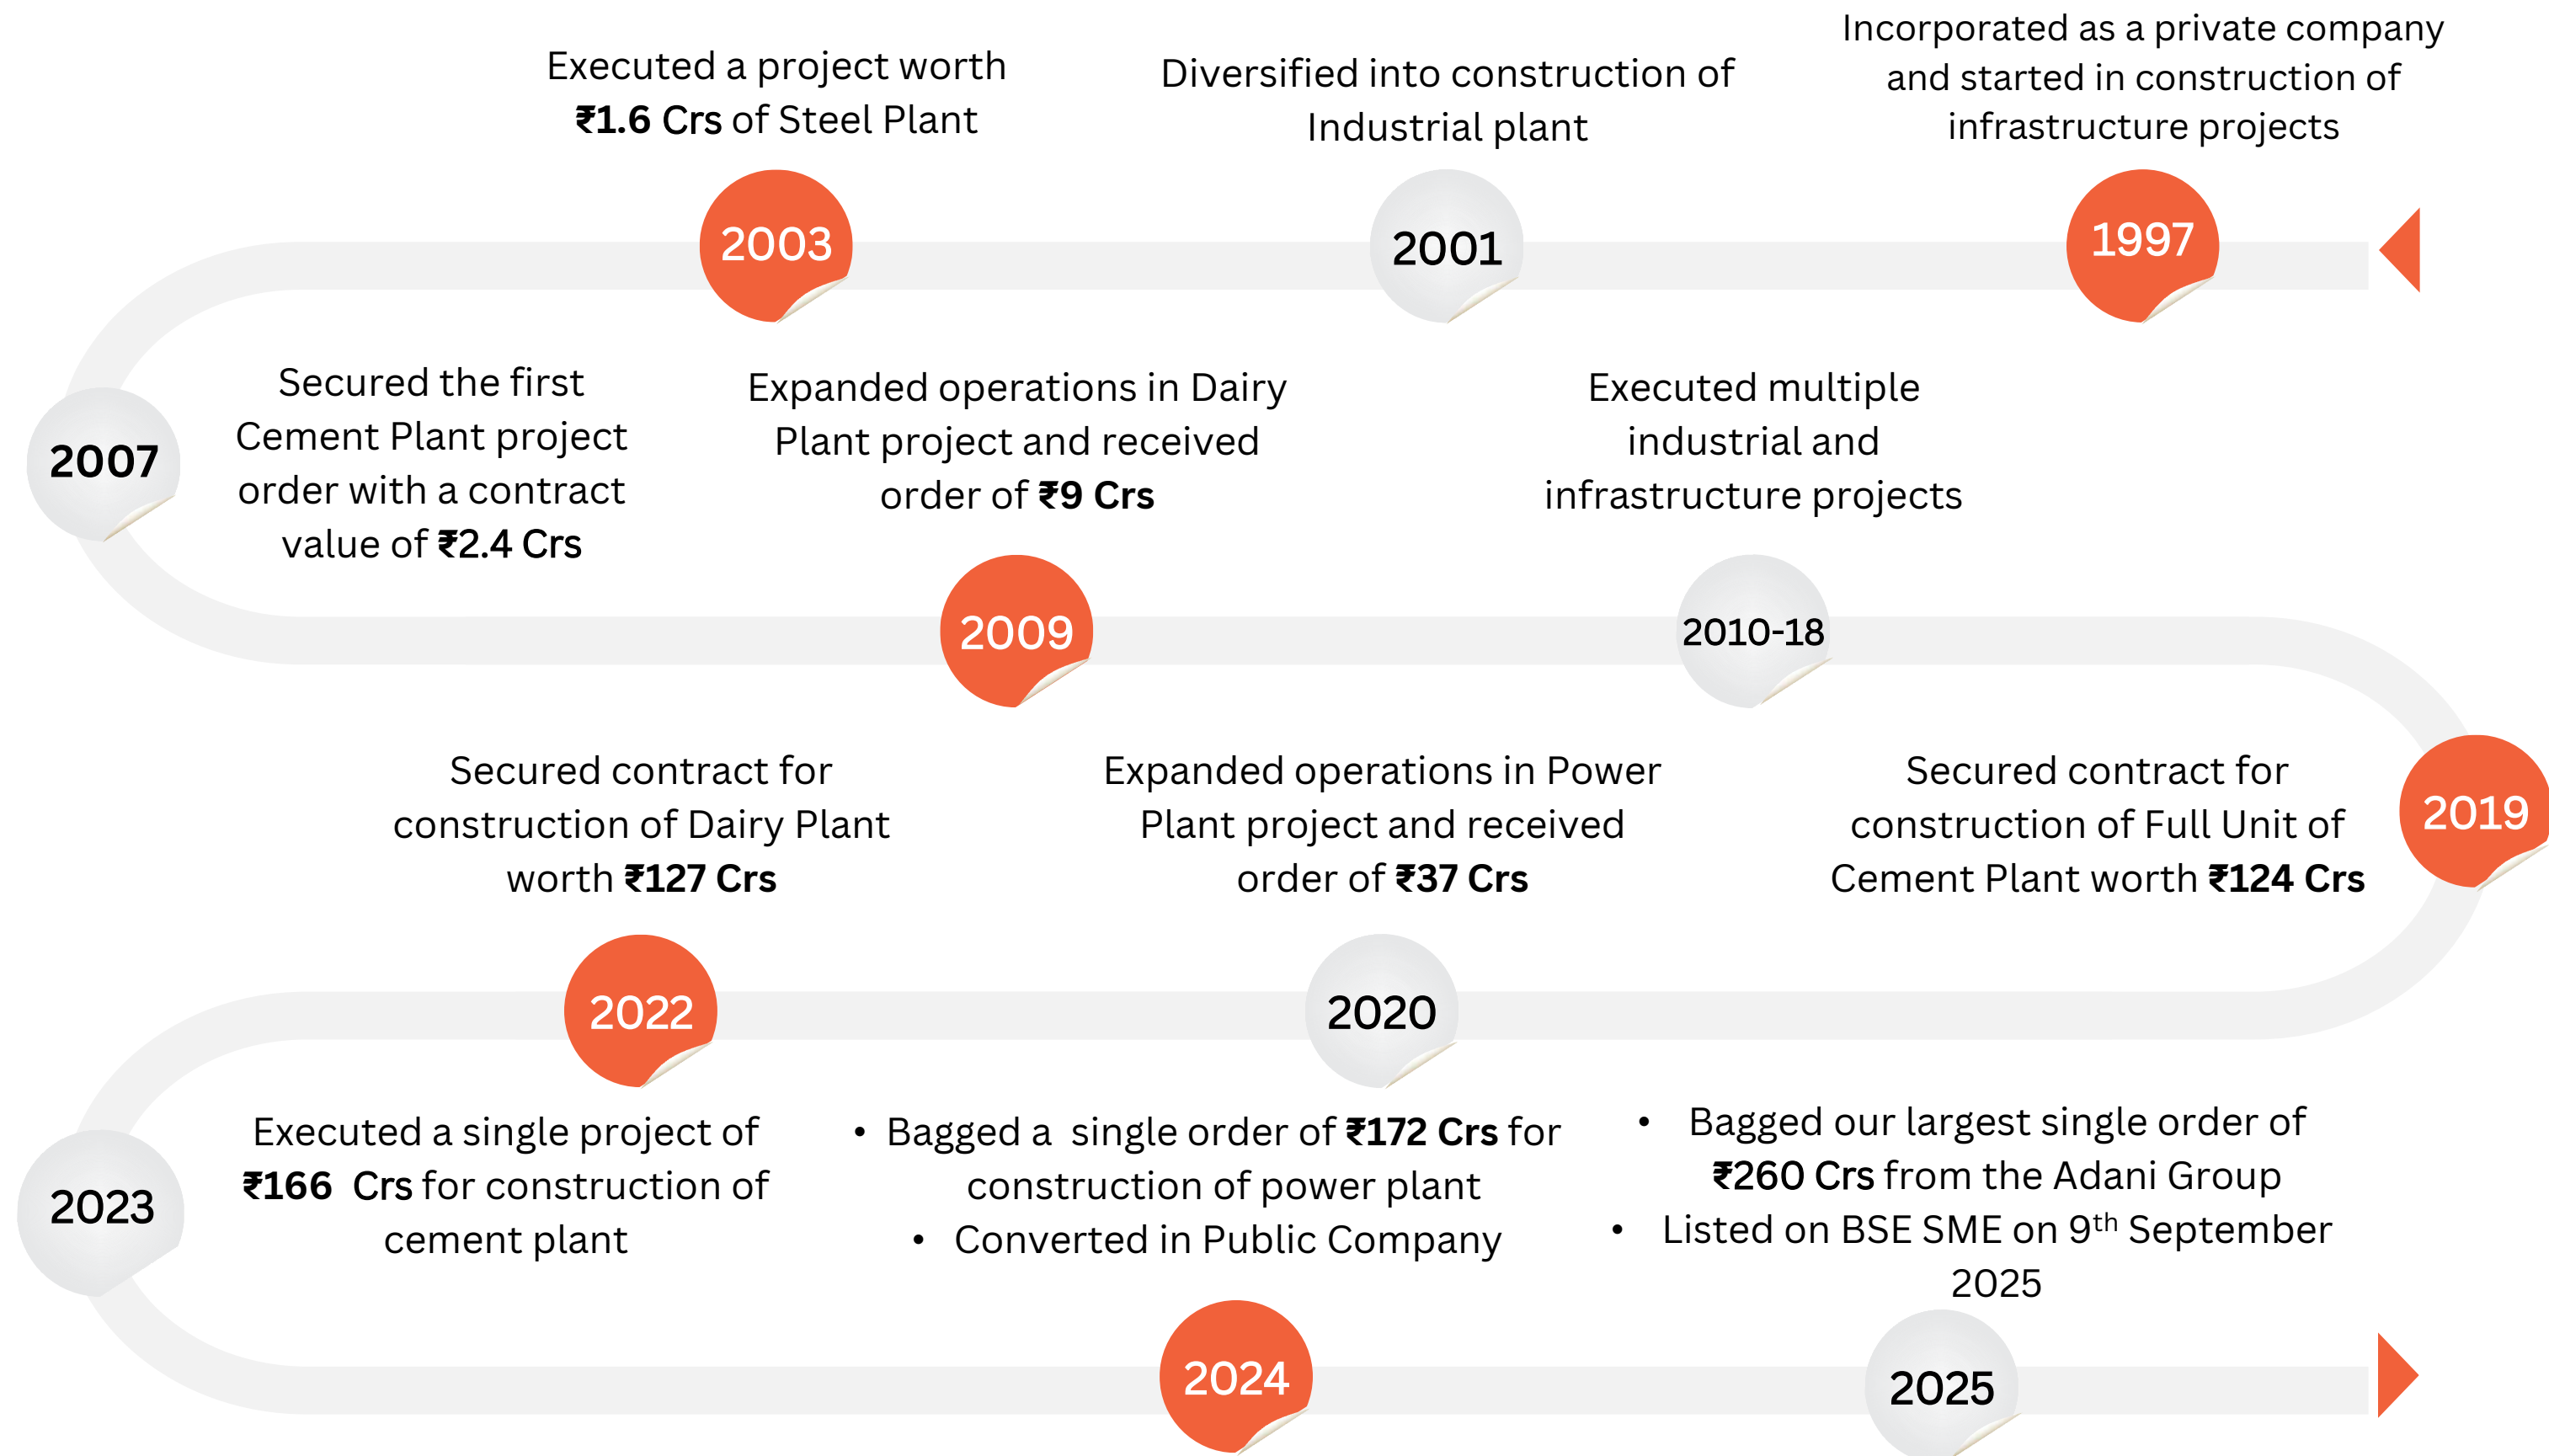 Incorporated as a private company
and started in construction of
infrastructure projects
1997
Diversified into construction of
Industrial plant
2001
Executed a project worth
₹1.6 Crs of Steel Plant
2003
2007
Secured the first
Cement Plant project
order with a contract
value of ₹2.4 Crs
Expanded operations in Dairy
Plant project and received
order of ₹9 Crs
2009
Executed multiple
industrial and
infrastructure projects
2010-18
2019
Secured contract for
construction of Full Unit of
Cement Plant worth ₹124 Crs
Expanded operations in Power
Plant project and received
order of ₹37 Crs
2020
Secured contract for
construction of Dairy Plant
worth ₹127 Crs
2022
2023
Executed a single project of
₹166 Crs for construction of
cement plant
• Bagged a single order of ₹172 Crs for
construction of power plant
• Converted in Public Company
2024
• Bagged our largest single order of
₹260 Crs from the Adani Group
• Listed on BSE SME on 9th September
2025
2025